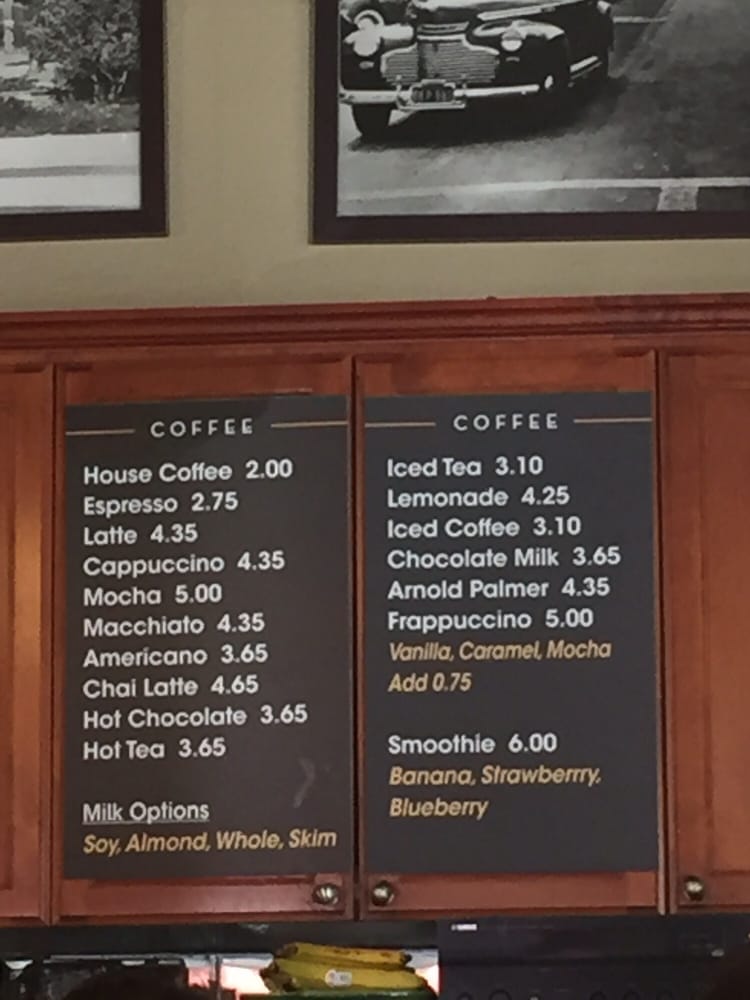 COFFEE
House Coffee 2.00
Espresso 2.75
Latte 4.35
Cappuccino 4.35
Mocha 5.00
Macchiato 4.35
Americano 3.65
Chai Latte 4.65
Hot Chocolate 3.65
Hot Tea 3.65
Milk Options
Soy, Almond, Whole, Skim
COFFEE
Iced Tea 3.10
Lemonade 4.25
Iced Coffee 3.10
Chocolate Milk 3.65
Arnold Palmer 4.35
Frappuccino 5.00
Vanilla, Caramel, Mocha
Add 0.75
Smoothie 6.00
Banana, Strawberrry,
Blueberry